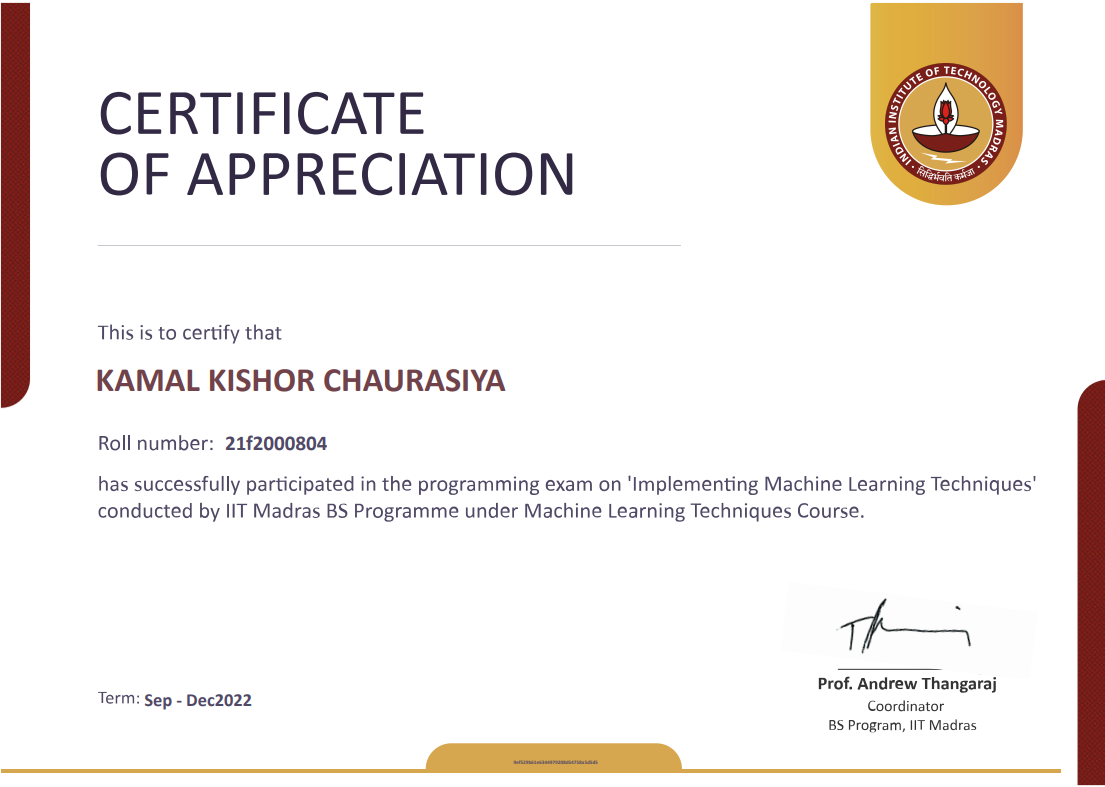 CERTIFICATE
OF APPRECIATION
INDIAN INSTITUTE OF TECHNOLOGY MADRAS
सिद्धिर्भवति कर्मजा
This is to certify that
KAMAL KISHOR CHAURASIYA
Roll number: 21f2000804
has successfully participated in the programming exam on 'Implementing Machine Learning Techniques'
conducted by IIT Madras BS Programme under Machine Learning Techniques Course.
Prof. Andrew Thangaraj
Coordinator
BS Program, IIT Madras
Term: Sep - Dec2022